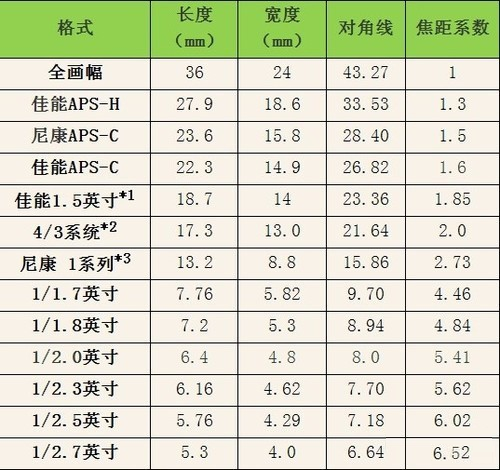 格式 长度（mm） 宽度（mm） 对角线 焦距系数
全画幅 36 24 43.27 1
佳能APS-H 27.9 18.6 33.53 1.3
尼康APS-C 23.6 15.8 28.40 1.5
佳能APS-C 22.3 14.9 26.82 1.6
佳能1.5英寸*1 18.7 14 23.36 1.85
4/3系统*2 17.3 13.0 21.64 2.0
尼康 1系列*3 13.2 8.8 15.86 2.73
1/1.7英寸 7.76 5.82 9.70 4.46
1/1.8英寸 7.2 5.3 8.94 4.84
1/2.0英寸 6.4 4.8 8.0 5.41
1/2.3英寸 6.16 4.62 7.70 5.62
1/2.5英寸 5.76 4.29 7.18 6.02
1/2.7英寸 5.3 4.0 6.64 6.52